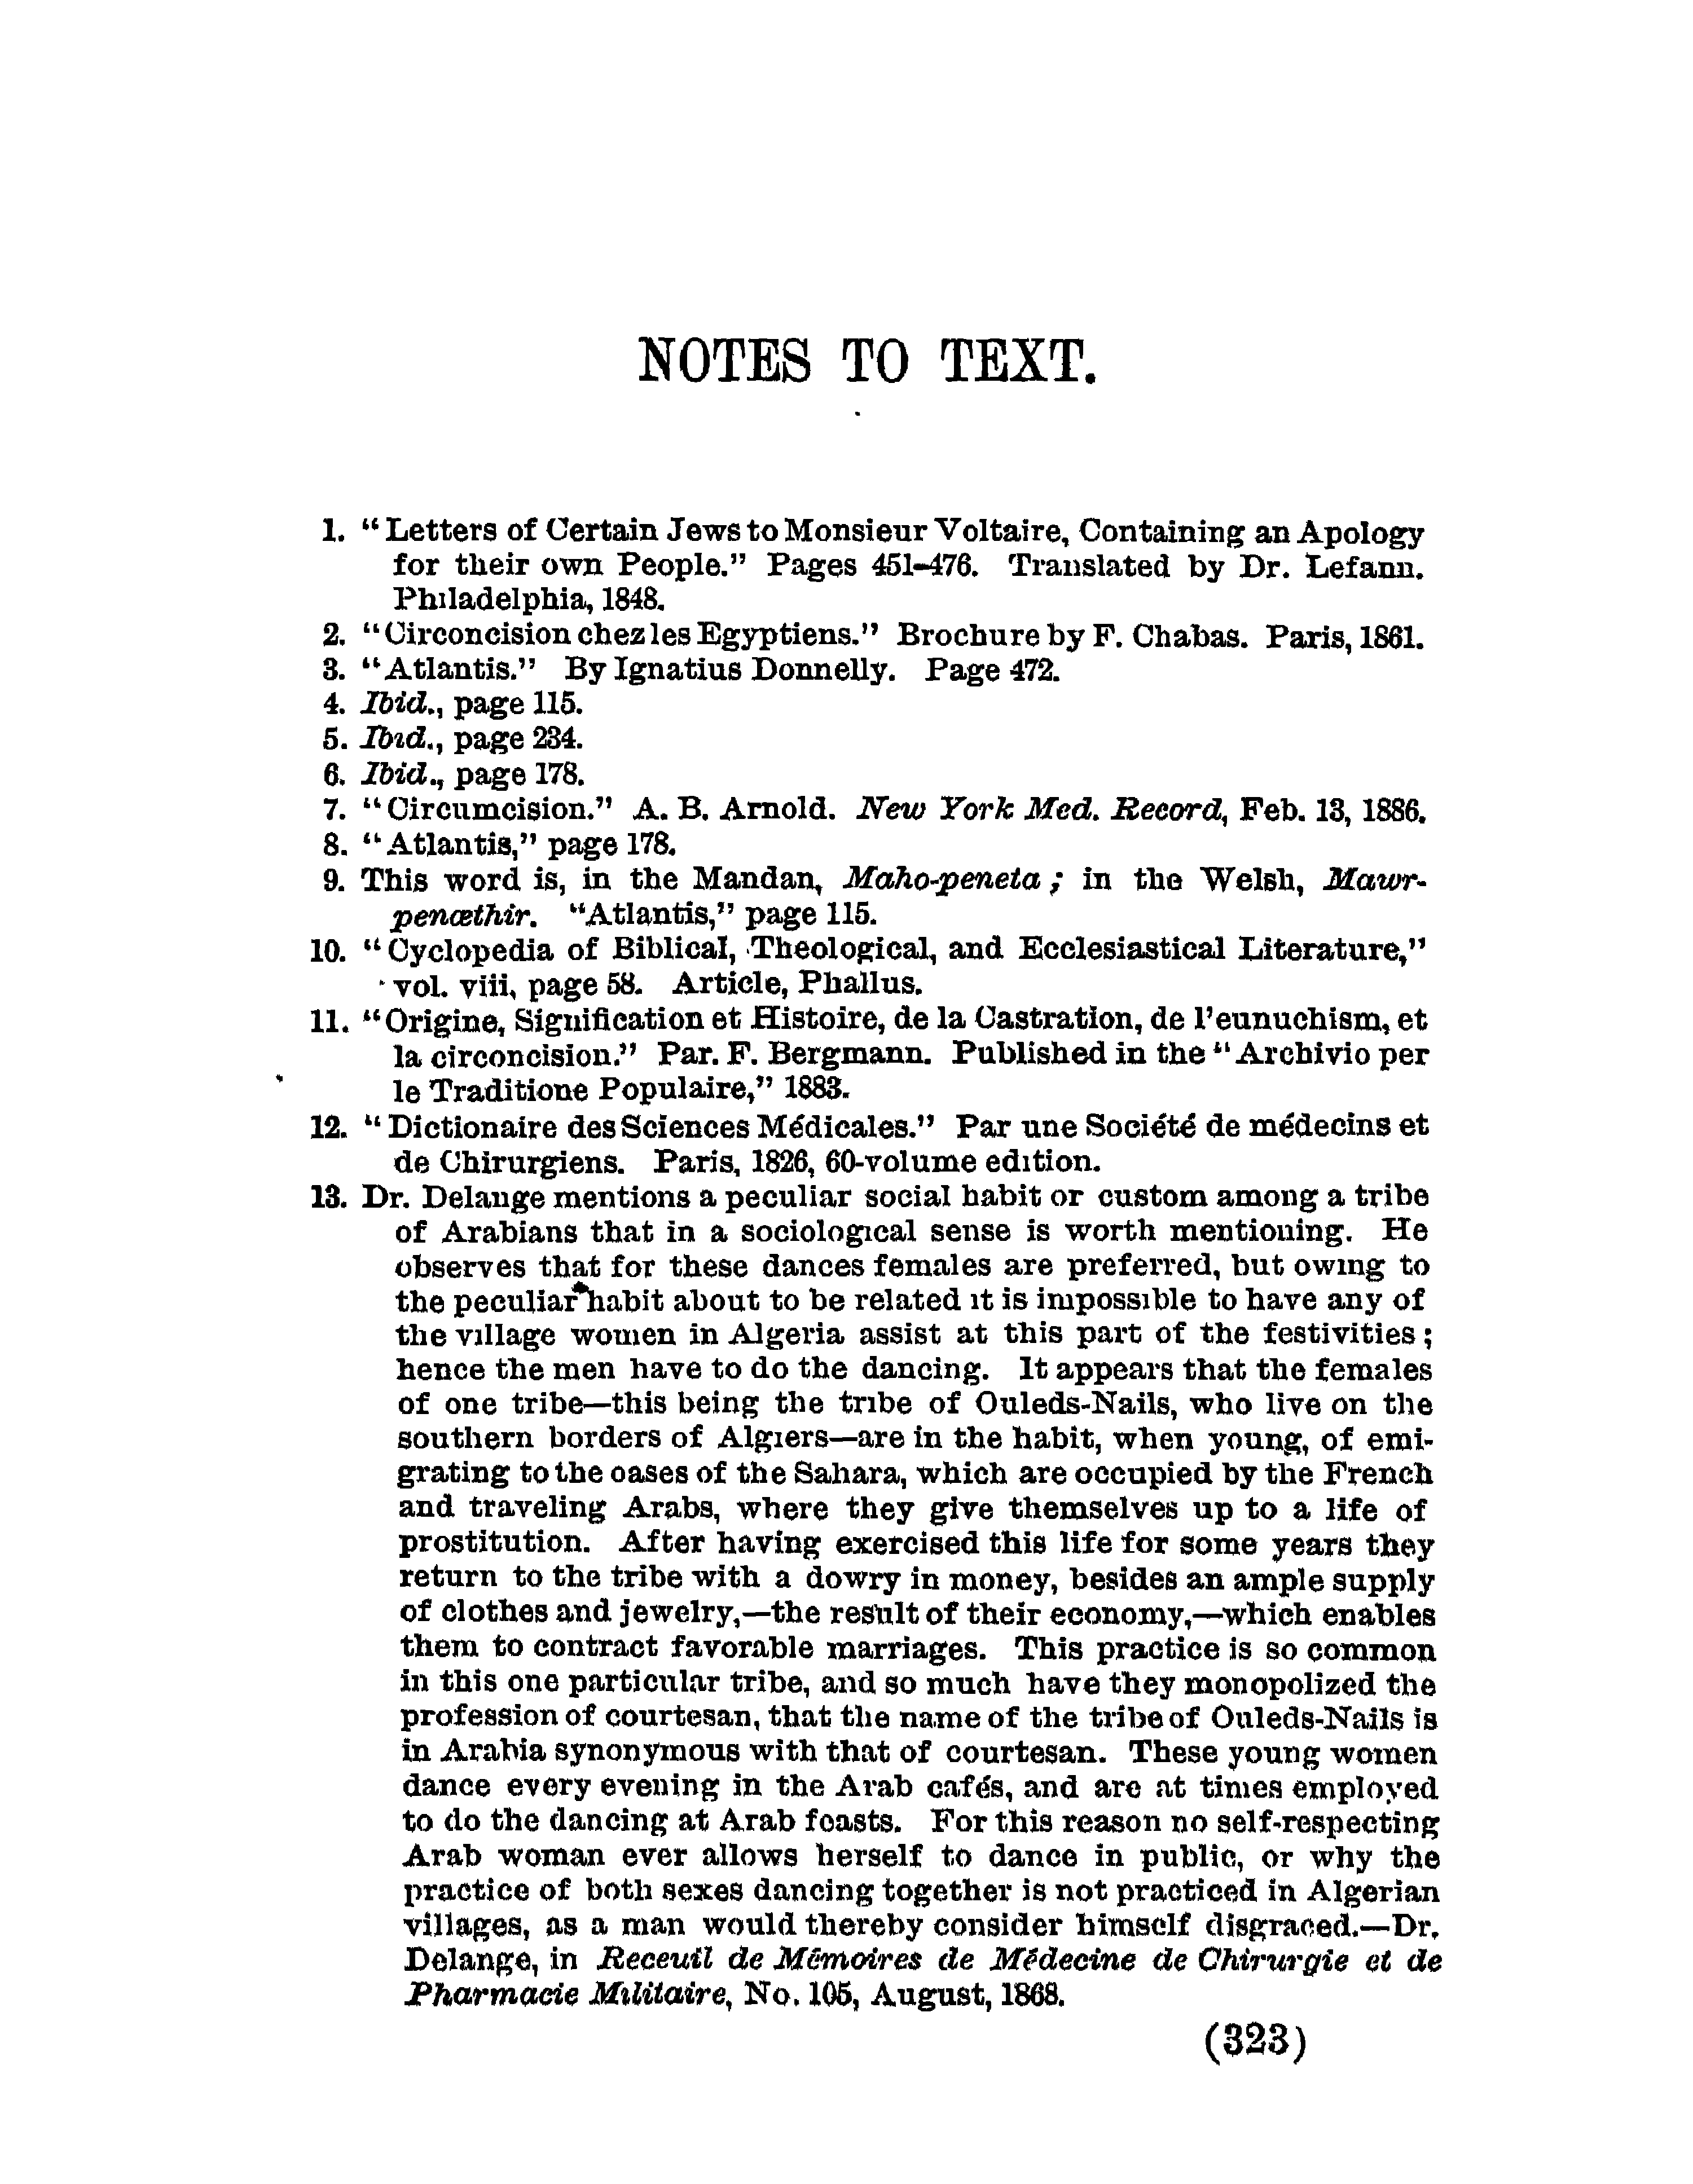 NOTES TO TEXT.
1. "Letters of Certain Jews to Monsieur Voltaire, Containing an Apology
for their own People." Pages 451–476. Translated by Dr. Lefann.
Philadelphia, 1848.
2. "Circoncision chez les Egyptiens." Brochure by F. Chabas. Paris, 1861.
3. "Atlantis." By Ignatius Donnelly. Page 472.
4. Ibid., page 115.
5. Ibid., page 234.
6. Ibid., page 178.
7. "Circumcision." A. B. Arnold. New York Med. Record, Feb. 13, 1886.
8. "Atlantis," page 178.
9. This word is, in the Mandan, Maho-peneta; in the Welsh, Mawr-
penæthir. "Atlantis," page 115.
10. "Cyclopedia of Biblical, Theological, and Ecclesiastical Literature,"
vol. viii, page 58. Article, Phallus.
11. "Origine, Signification et Histoire, de la Castration, de l'eunuchism, et
la circoncision." Par. F. Bergmann. Published in the "Archivio per
le Traditione Populaire," 1883.
12. "Dictionaire des Sciences Médicales." Par une Société de médecins et
de Chirurgiens. Paris, 1826, 60-volume edition.
13. Dr. Delange mentions a peculiar social habit or custom among a tribe
of Arabians that in a sociological sense is worth mentioning. He
observes that for these dances females are preferred, but owing to
the peculiar habit about to be related it is impossible to have any of
the village women in Algeria assist at this part of the festivities;
hence the men have to do the dancing. It appears that the females
of one tribe—this being the tribe of Ouleds-Nails, who live on the
southern borders of Algiers—are in the habit, when young, of emi-
grating to the oases of the Sahara, which are occupied by the French
and traveling Arabs, where they give themselves up to a life of
prostitution. After having exercised this life for some years they
return to the tribe with a dowry in money, besides an ample supply
of clothes and jewelry,—the result of their economy,—which enables
them to contract favorable marriages. This practice is so common
in this one particular tribe, and so much have they monopolized the
profession of courtesan, that the name of the tribe of Ouleds-Nails is
in Arabia synonymous with that of courtesan. These young women
dance every evening in the Arab cafés, and are at times employed
to do the dancing at Arab feasts. For this reason no self-respecting
Arab woman ever allows herself to dance in public, or why the
practice of both sexes dancing together is not practiced in Algerian
villages, as a man would thereby consider himself disgraced.—Dr.
Delange, in Receuil de Mémoires de Médecine de Chirurgie et de
Pharmacie Militaire, No. 105, August, 1868.
(323)